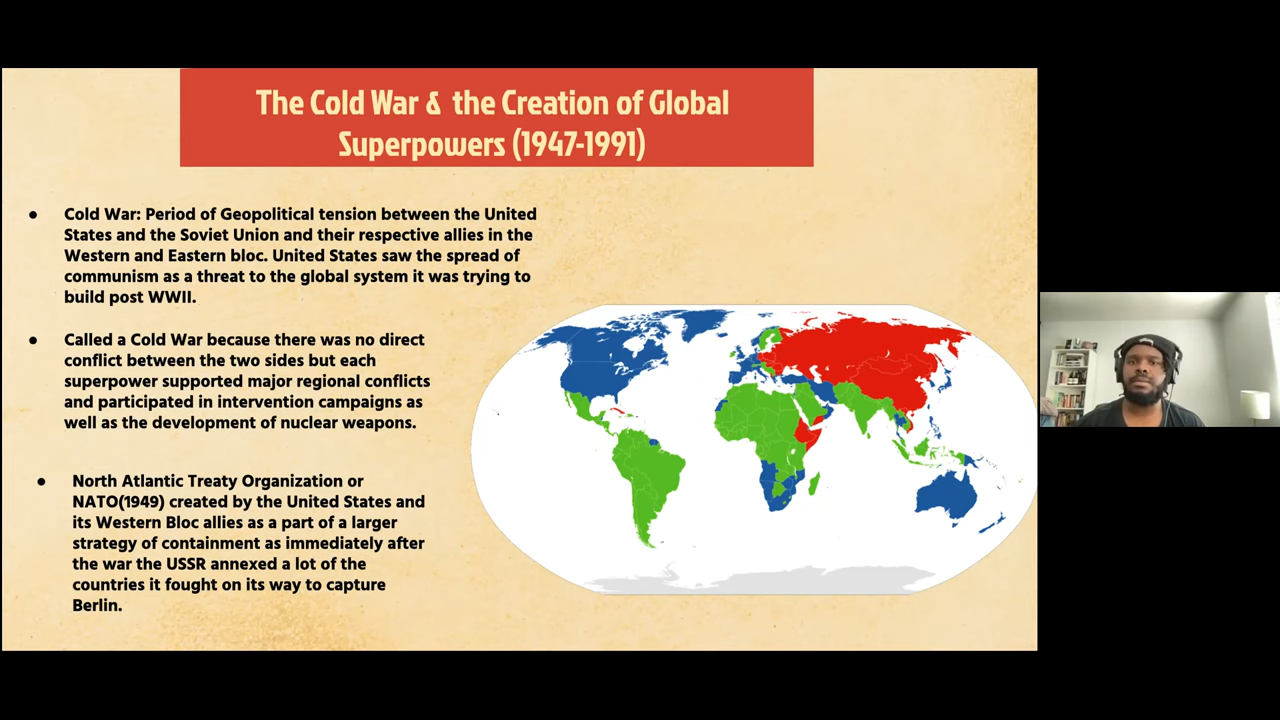 The Cold War & the Creation of Global
Superpowers (1947-1991)
● Cold War: Period of Geopolitical tension between the United
States and the Soviet Union and their respective allies in the
Western and Eastern bloc. United States saw the spread of
communism as a threat to the global system it was trying to
build post WWII.
● Called a Cold War because there was no direct
conflict between the two sides but each
superpower supported major regional conflicts
and participated in intervention campaigns as
well as the development of nuclear weapons.
● North Atlantic Treaty Organization or
NATO(1949) created by the United States and
its Western Bloc allies as a part of a larger
strategy of containment as immediately after
the war the USSR annexed a lot of the
countries it fought on its way to capture
Berlin.